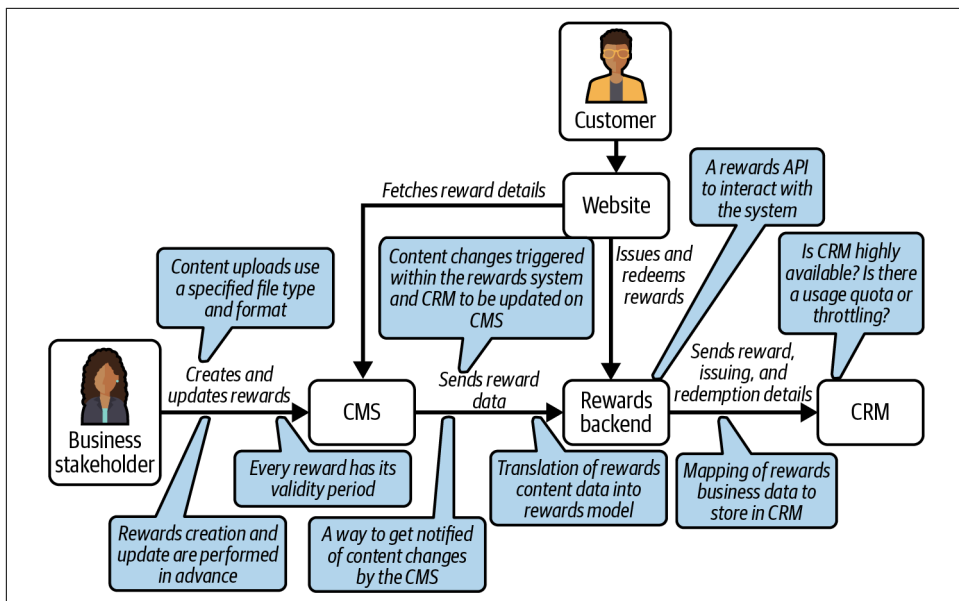 Customer
Fetches reward details
Website
A rewards API
to interact with
the system
Content uploads use
a specified file type
and format
Content changes triggered
within the rewards system
and CRM to be updated on
CMS
Issues and
redeems
rewards
Is CRM highly
available? Is there
a usage quota or
throttling?
Business
stakeholder
Creates and
updates rewards
CMS
Sends reward
data
Rewards
backend
Sends reward,
issuing, and
redemption details
CRM
Every reward has its
validity period
Translation of rewards
content data into
rewards model
Mapping of rewards
business data to
store in CRM
Rewards creation and
update are performed
in advance
A way to get notified
of content changes
by the CMS